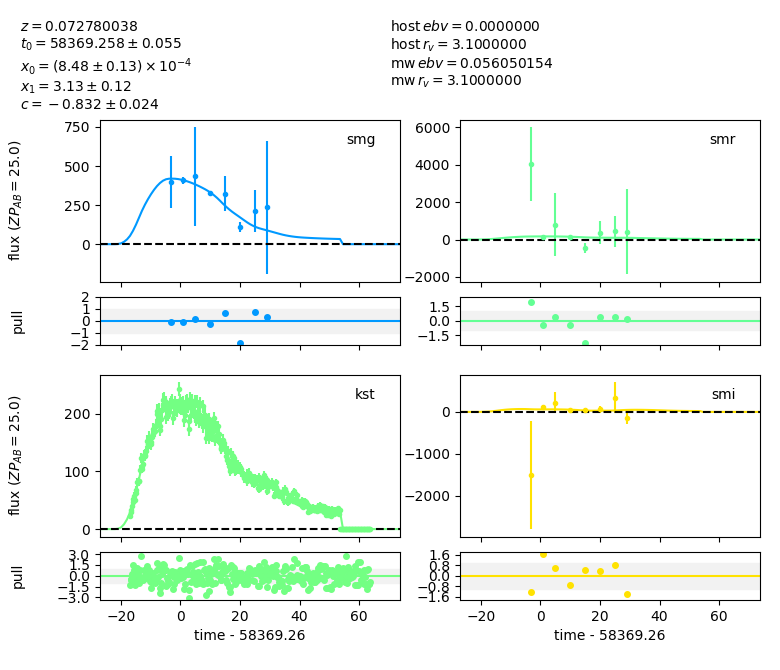 z = 0.072780038
t₀ = 58369.258 ± 0.055
x₀ = (8.48 ± 0.13) × 10⁻⁴
x₁ = 3.13 ± 0.12
c = −0.832 ± 0.024
host ebv = 0.0000000
host r_v = 3.1000000
mw ebv = 0.056050154
mw r_v = 3.1000000
flux (ZP_AB = 25.0)
750
500
250
0
smg
6000
4000
2000
0
−2000
smr
pull
2
1
0
−1
−2
1.5
0.0
−1.5
flux (ZP_AB = 25.0)
200
100
0
kst
0
−1000
−2000
smi
pull
3.0
1.5
0.0
−1.5
−3.0
1.6
0.8
0.0
−0.8
−1.6
−20 0 20 40 60
time - 58369.26
−20 0 20 40 60
time - 58369.26